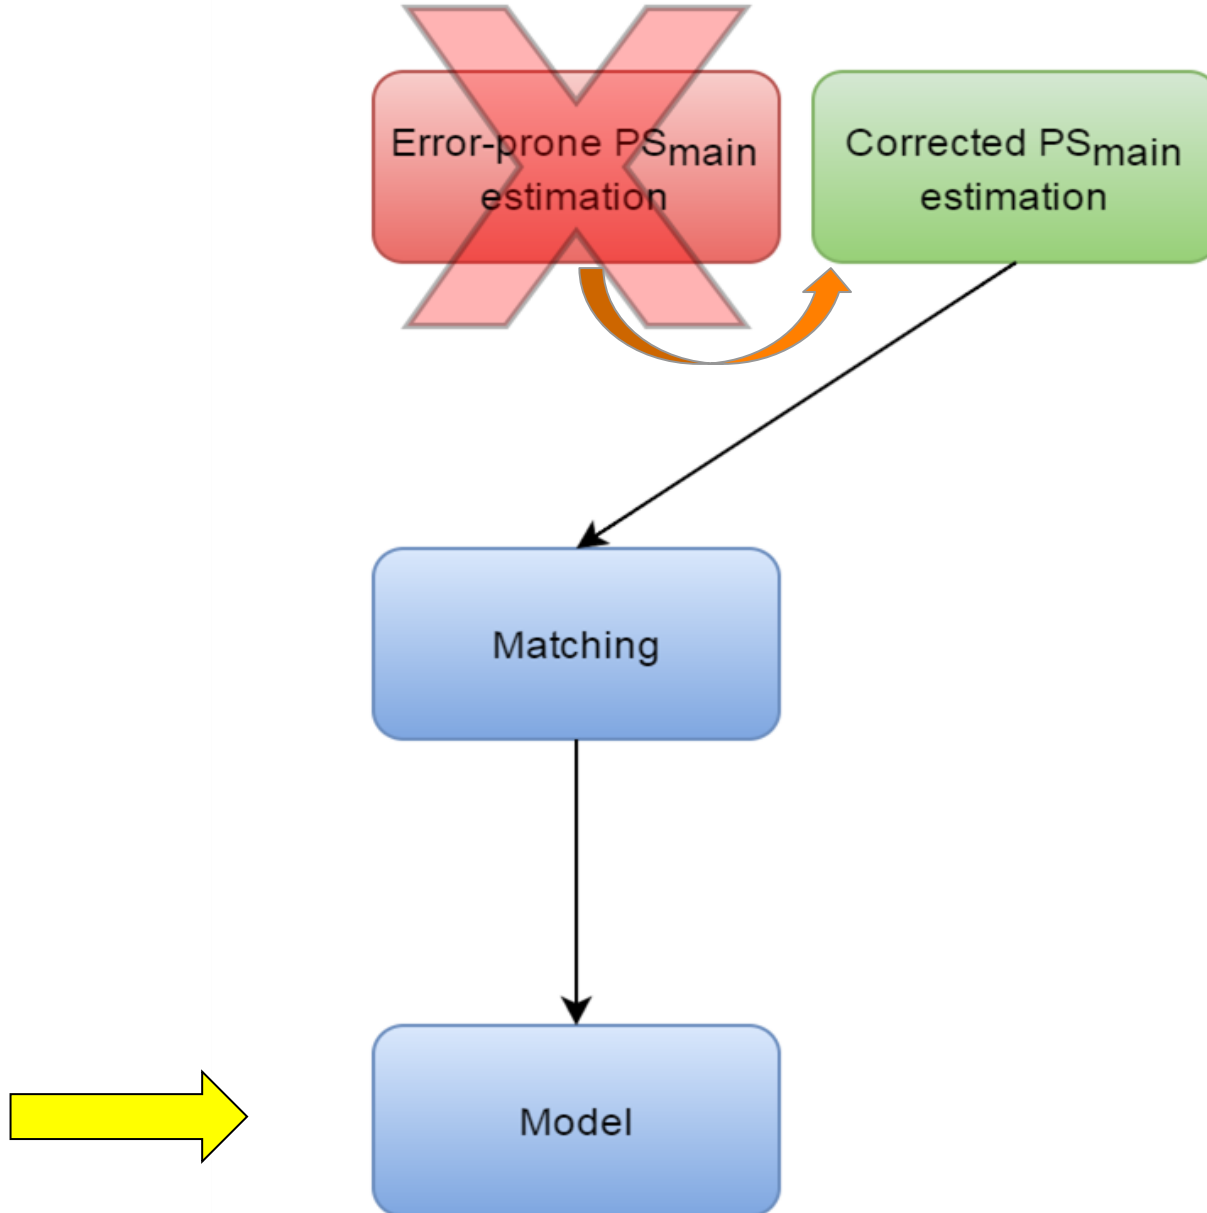 Error-prone PSmain
estimation
Corrected PSmain
estimation
Matching
Model